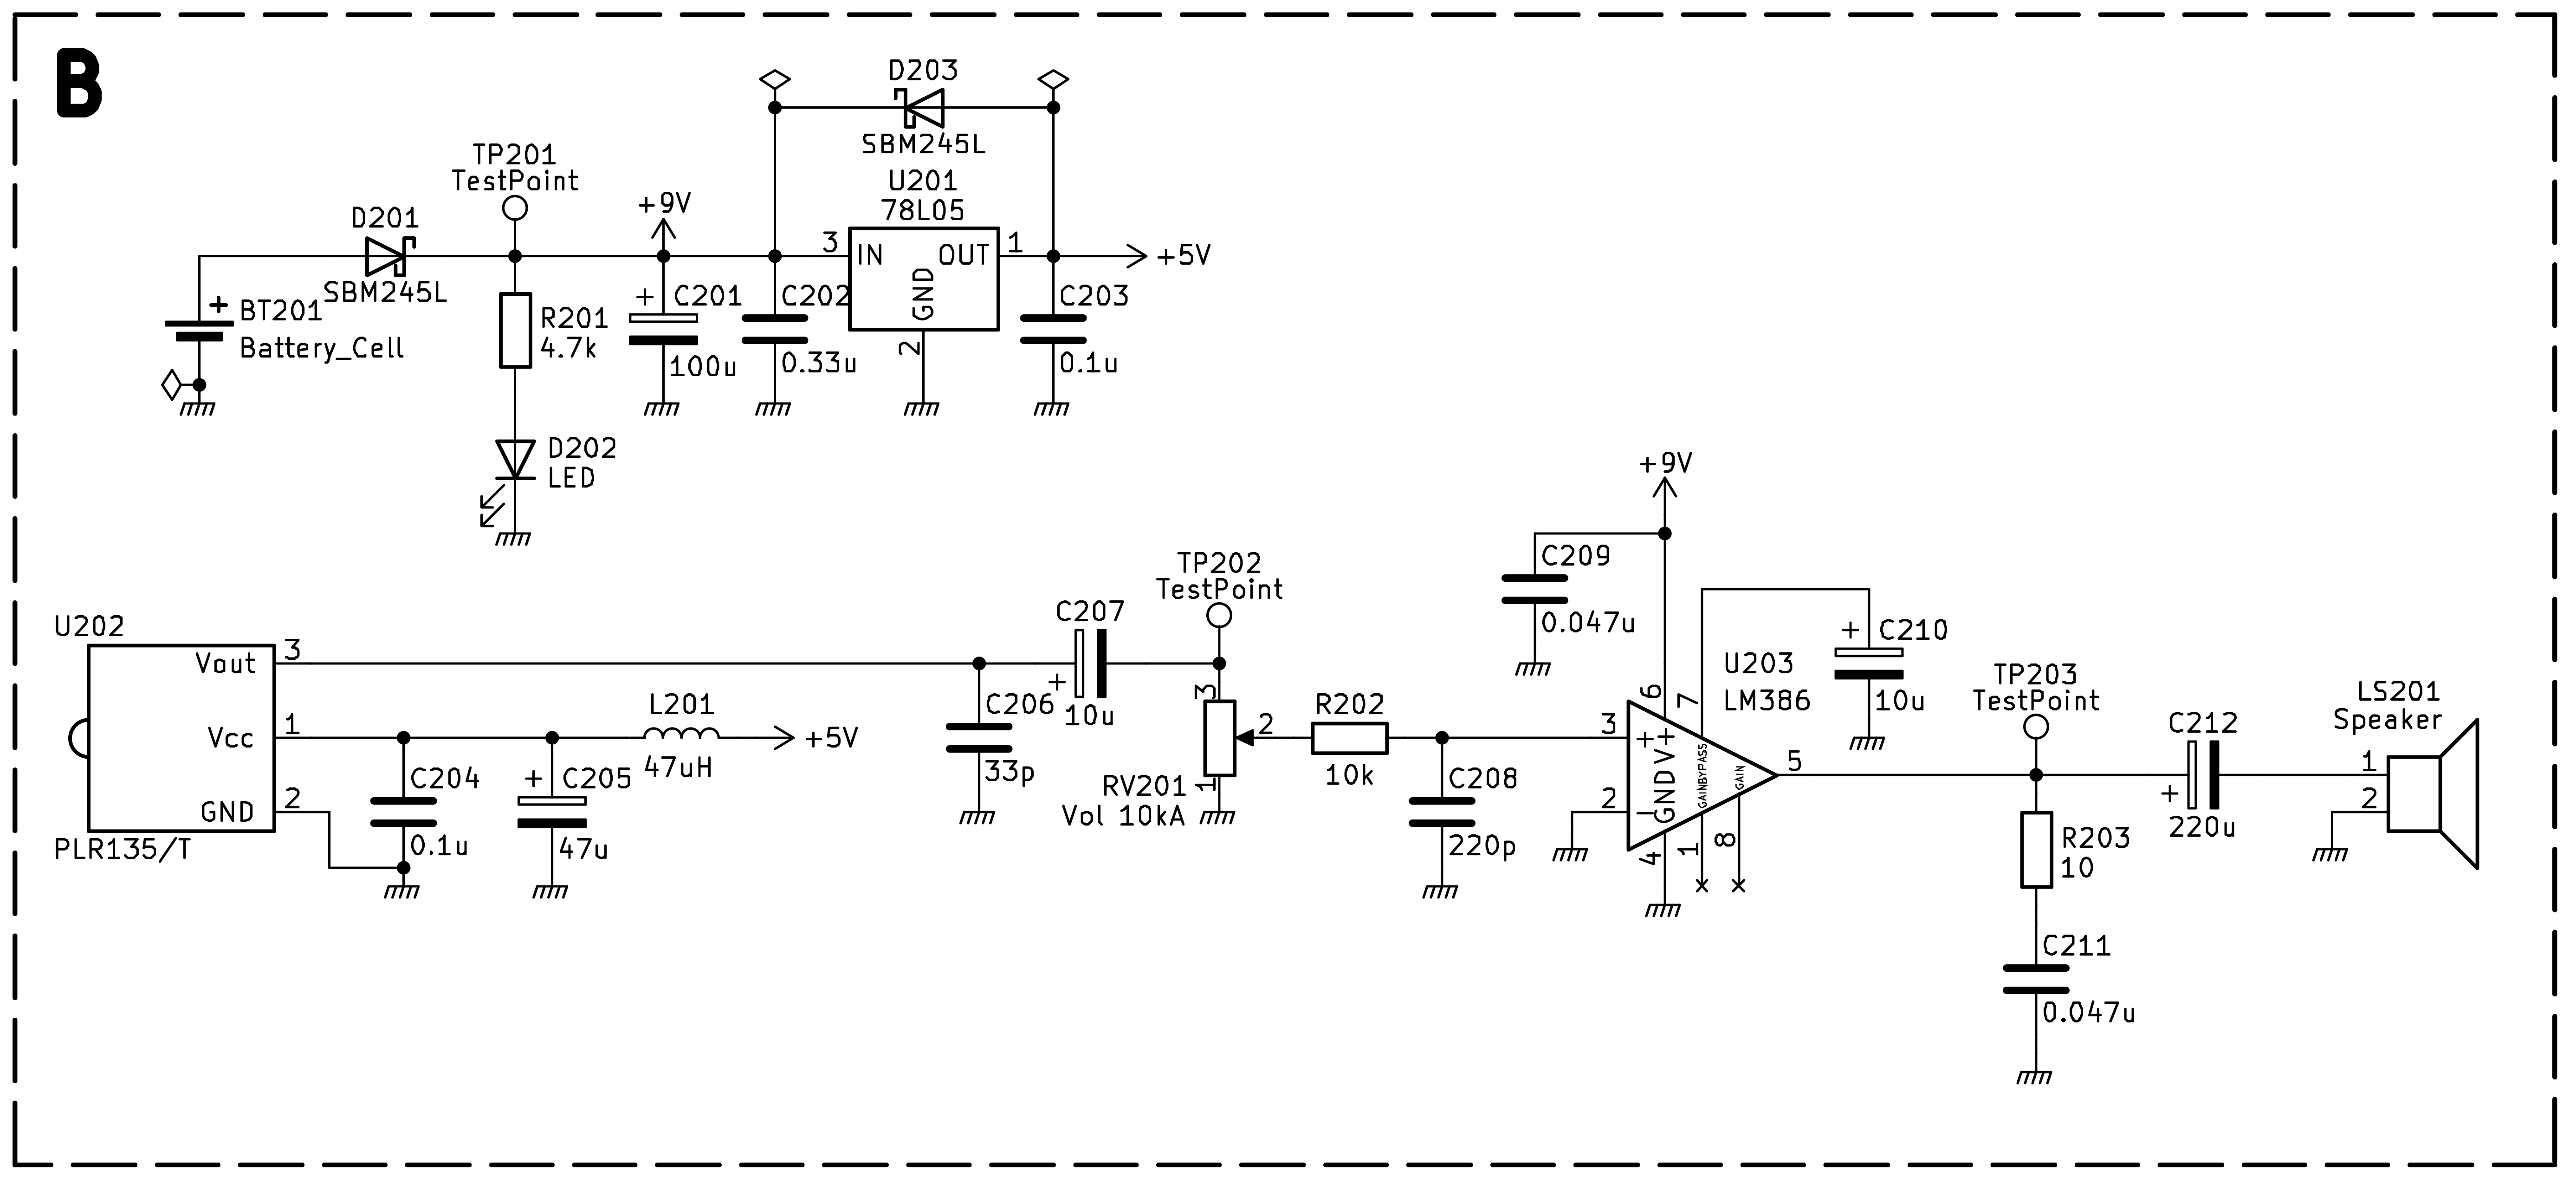 B
D203
SBM245L
TP201
TestPoint
U201
78L05
+9V
D201
SBM245L
3
IN
OUT
GND
1
2
+5V
+
BT201
Battery_Cell
R201
4.7k
+
C201
100u
C202
0.33u
C203
0.1u
D202
LED
+9V
C209
0.047u
TP202
TestPoint
U202
Vout
Vcc
GND
3
1
2
PLR135/T
L201
47uH
+5V
C204
0.1u
+
C205
47u
C206
33p
C207
+
10u
3
2
1
RV201
Vol 10kA
R202
10k
C208
220p
U203
LM386
6
7
3
2
+
-
V+
GND
GAIN
BYPASS
GAIN
4
1
8
5
+
C210
10u
TP203
TestPoint
R203
10
C211
0.047u
C212
+
220u
LS201
Speaker
1
2